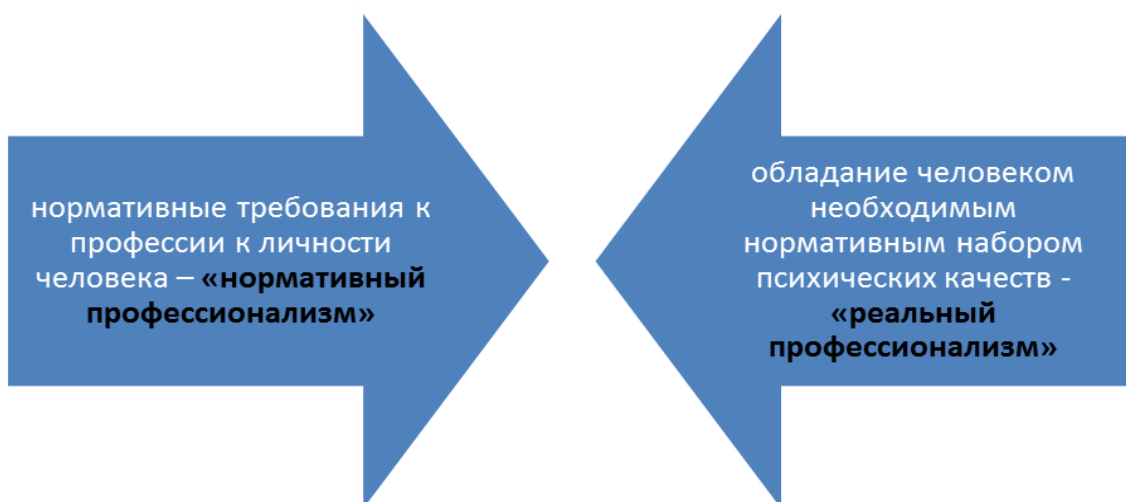 нормативные требования к
профессии к личности
человека – «нормативный
профессионализм»
обладание человеком
необходимым
нормативным набором
психических качеств -
«реальный
профессионализм»